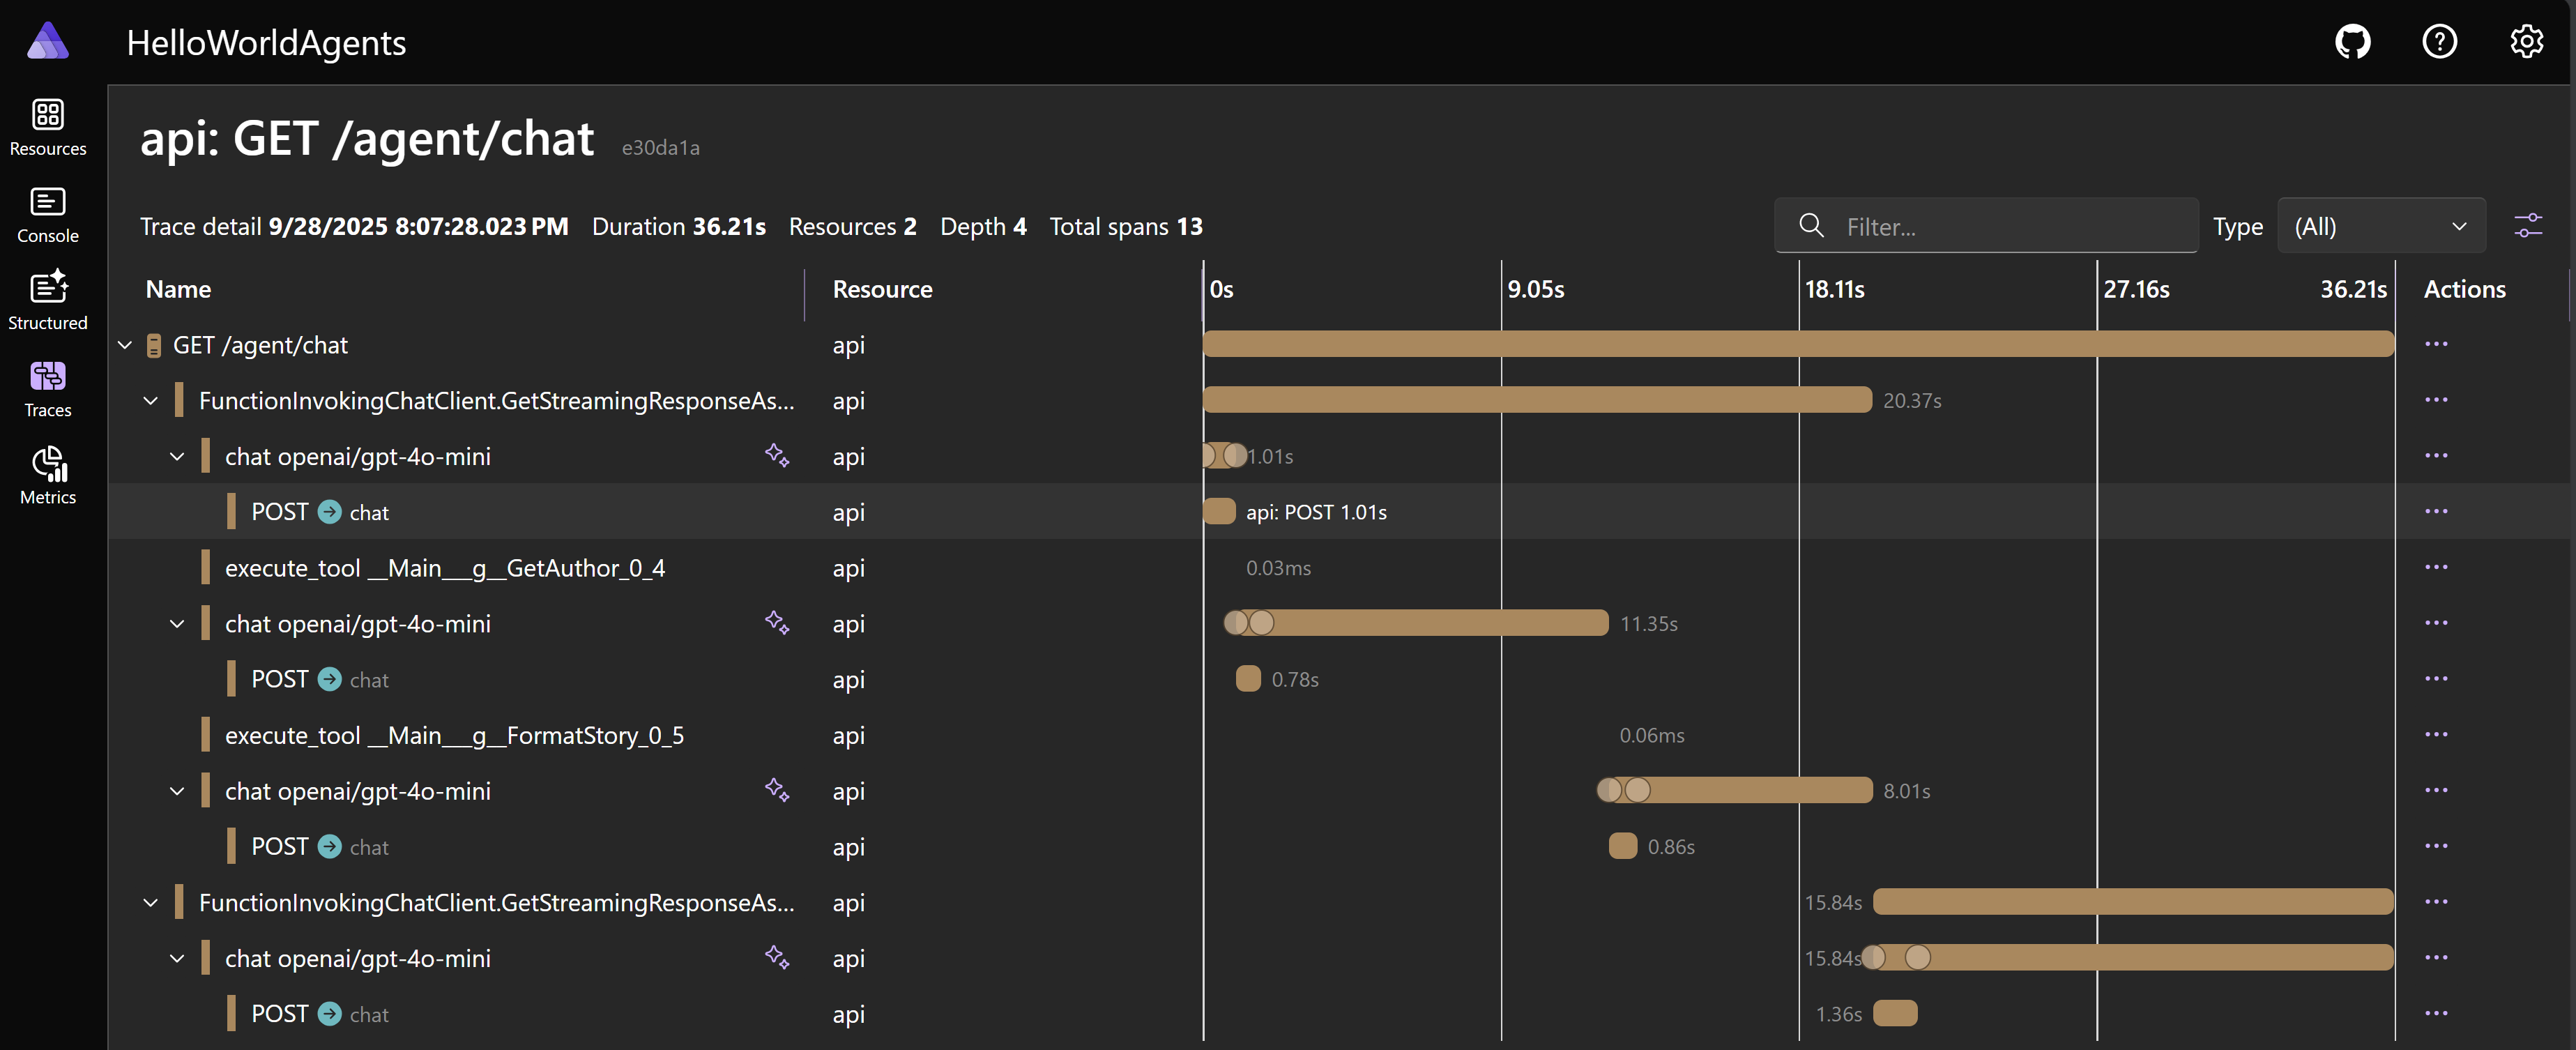 HelloWorldAgents
Resources
Console
Structured
Traces
Metrics
api: GET /agent/chat e30da1a
Trace detail 9/28/2025 8:07:28.023 PM Duration 36.21s Resources 2 Depth 4 Total spans 13
Filter... Type (All)
Name Resource 0s 9.05s 18.11s 27.16s 36.21s Actions
GET /agent/chat api
FunctionInvokingChatClient.GetStreamingResponseAs... api 20.37s
chat openai/gpt-4o-mini api 1.01s
POST chat api api: POST 1.01s
execute_tool __Main___g__GetAuthor_0_4 api 0.03ms
chat openai/gpt-4o-mini api 11.35s
POST chat api 0.78s
execute_tool __Main___g__FormatStory_0_5 api 0.06ms
chat openai/gpt-4o-mini api 8.01s
POST chat api 0.86s
FunctionInvokingChatClient.GetStreamingResponseAs... api 15.84s
chat openai/gpt-4o-mini api 15.84s
POST chat api 1.36s